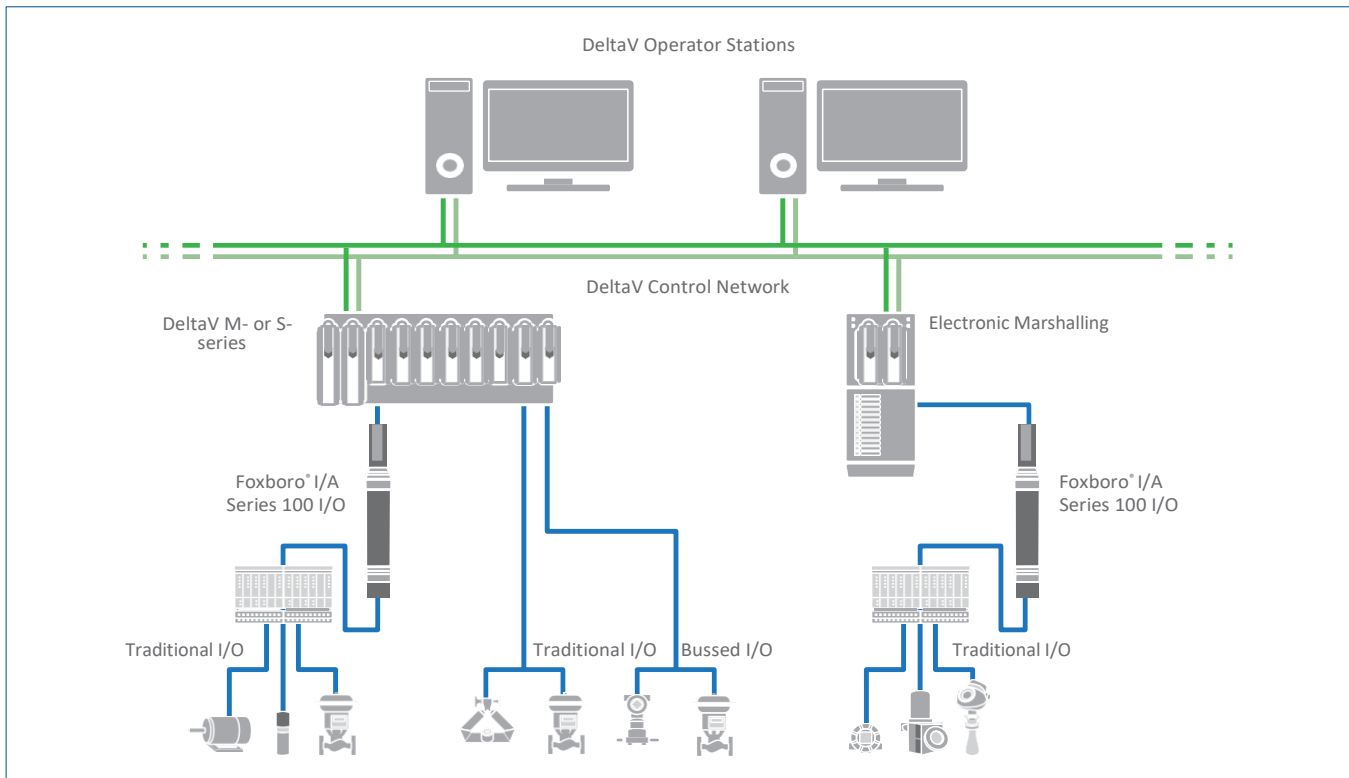 DeltaV Operator Stations
DeltaV Control Network
DeltaV M- or S-
series
Electronic Marshalling
Foxboro® I/A
Series 100 I/O
Foxboro® I/A
Series 100 I/O
Traditional I/O
Traditional I/O
Bussed I/O
Traditional I/O